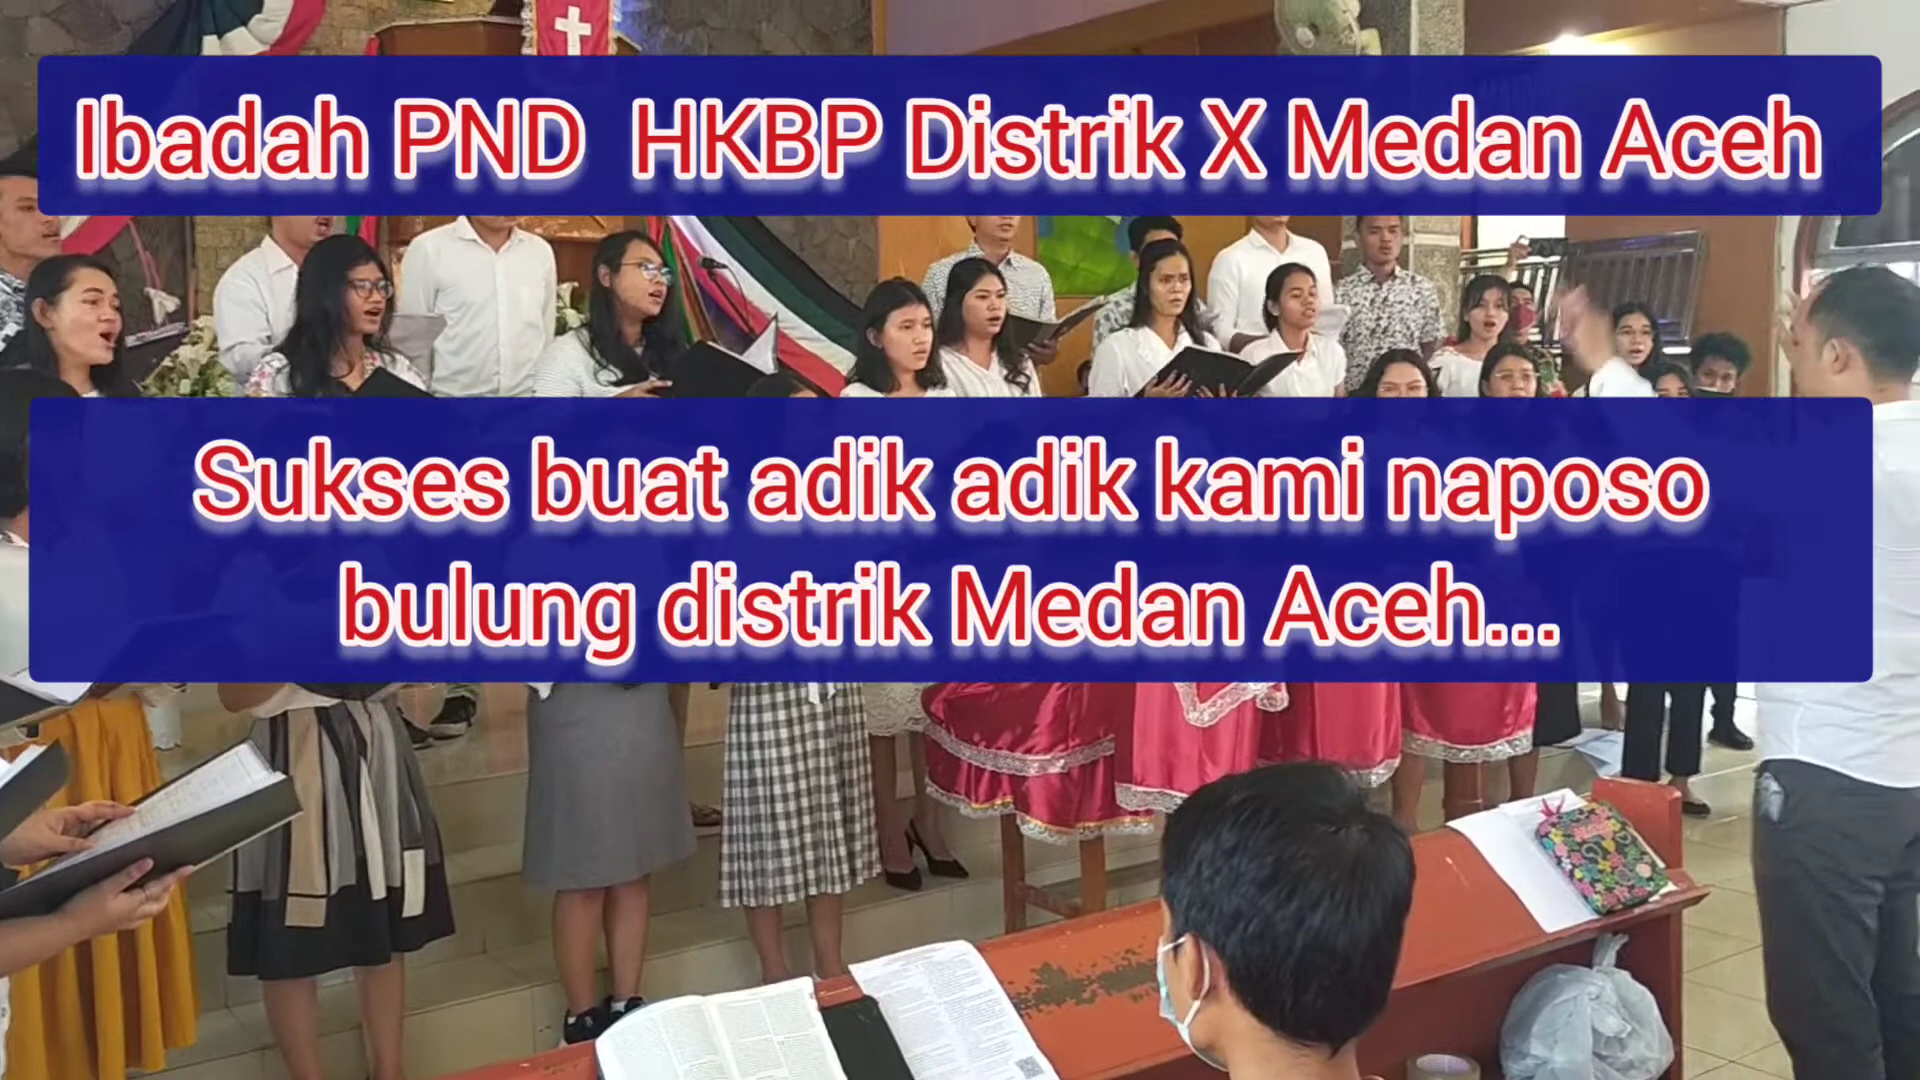 Ibadah PND HKBP Distrik X Medan Aceh
Sukses buat adik adik kami naposo
bulung distrik Medan Aceh...